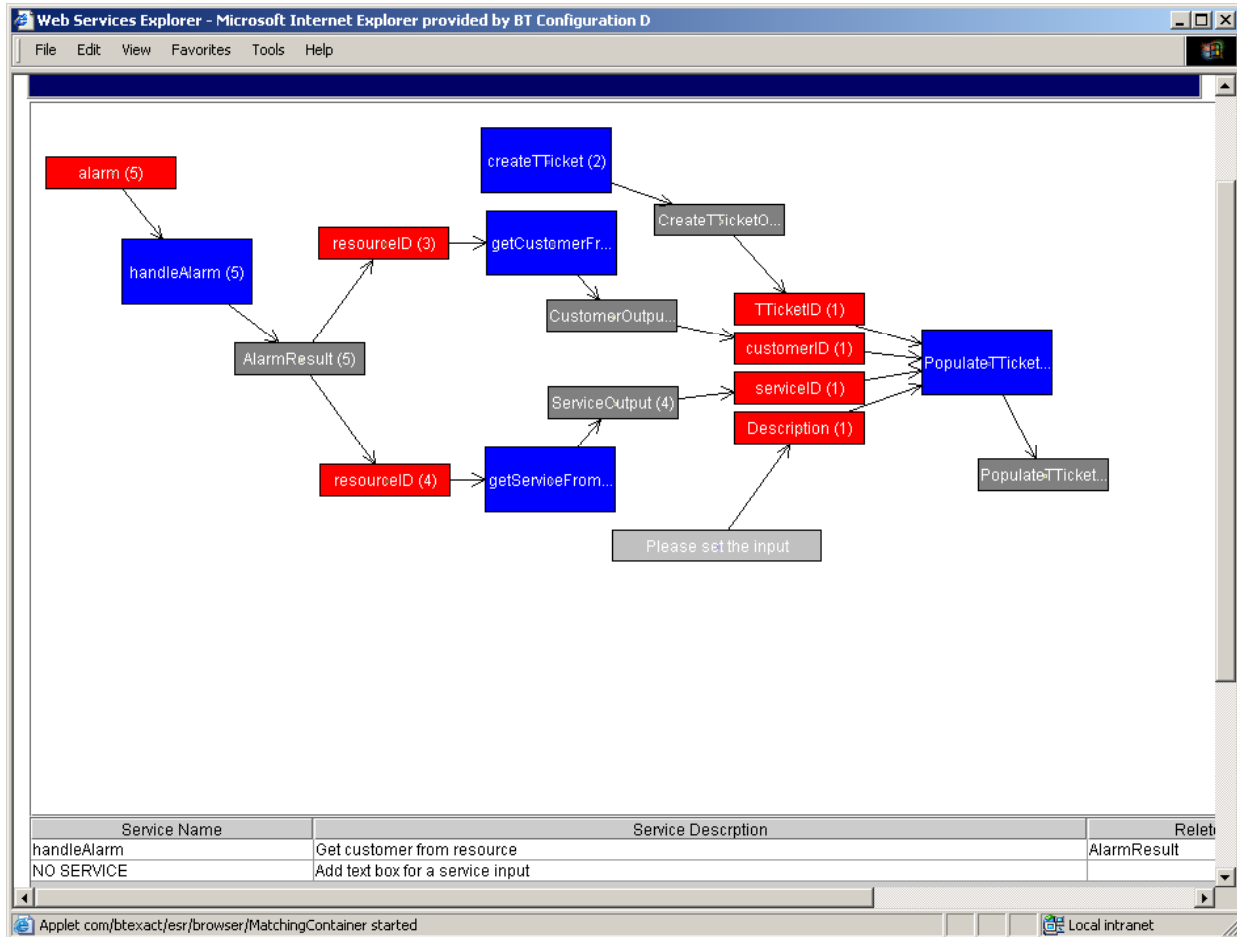 Web Services Explorer - Microsoft Internet Explorer provided by BT Configuration D
File Edit View Favorites Tools Help
createTTicket (2)
alarm (5)
CreateTTicketO...
resourceID (3)
getCustomerFr...
handleAlarm (5)
TTicketID (1)
CustomerOutpu...
customerID (1)
AlarmResult (5)
PopulateTTicket...
serviceID (1)
ServiceOutput (4)
Description (1)
resourceID (4)
getServiceFrom...
PopulateTTicket...
Please set the input
Service Name Service Descrption Relet
handleAlarm Get customer from resource AlarmResult
NO SERVICE Add text box for a service input
Applet com/btexact/esr/browser/MatchingContainer started Local intranet